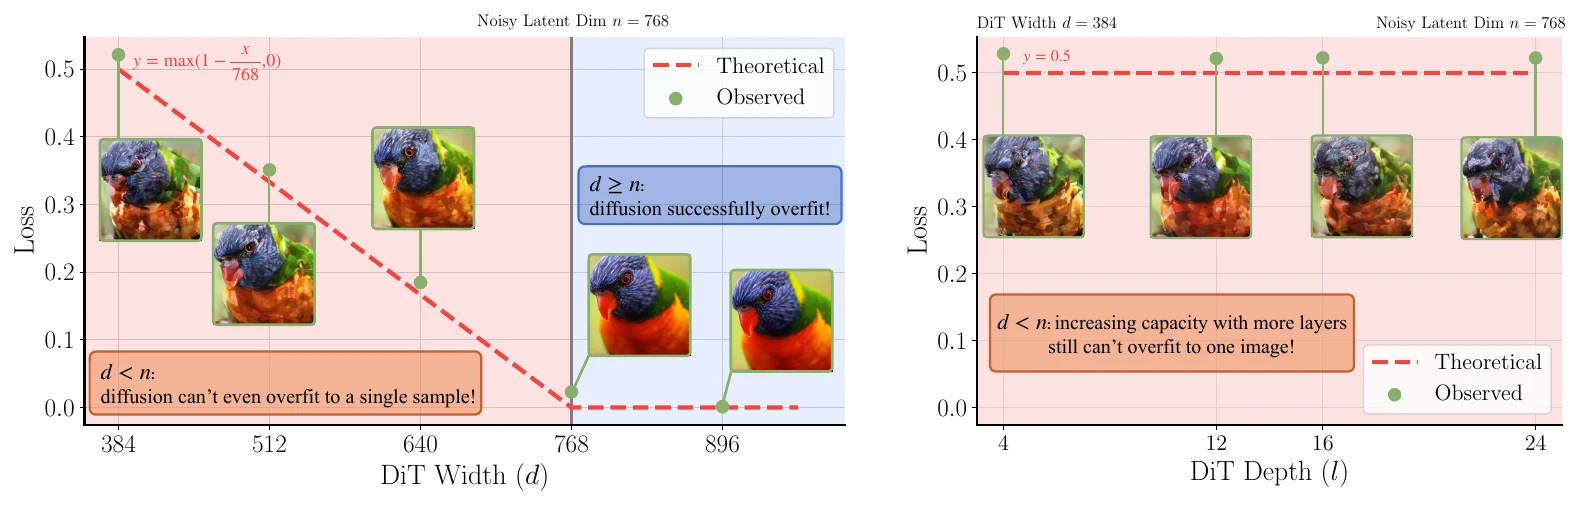 Noisy Latent Dim n = 768
y = max(1 − x/768, 0)
Theoretical
Observed
d ≥ n:
diffusion successfully overfit!
d < n:
diffusion can't even overfit to a single sample!
Loss
0.5
0.4
0.3
0.2
0.1
0.0
384 512 640 768 896
DiT Width (d)
DiT Width d = 384 Noisy Latent Dim n = 768
y = 0.5
d < n: increasing capacity with more layers
still can't overfit to one image!
Theoretical
Observed
Loss
0.5
0.4
0.3
0.2
0.1
0.0
4 12 16 24
DiT Depth (l)